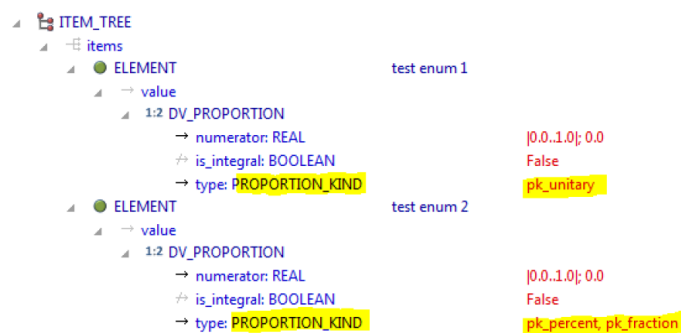 ITEM_TREE
items
ELEMENT test enum 1
value
1:2 DV_PROPORTION
numerator: REAL |0.0..1.0|; 0.0
is_integral: BOOLEAN False
type: PROPORTION_KIND pk_unitary
ELEMENT test enum 2
value
1:2 DV_PROPORTION
numerator: REAL |0.0..1.0|; 0.0
is_integral: BOOLEAN False
type: PROPORTION_KIND pk_percent, pk_fraction